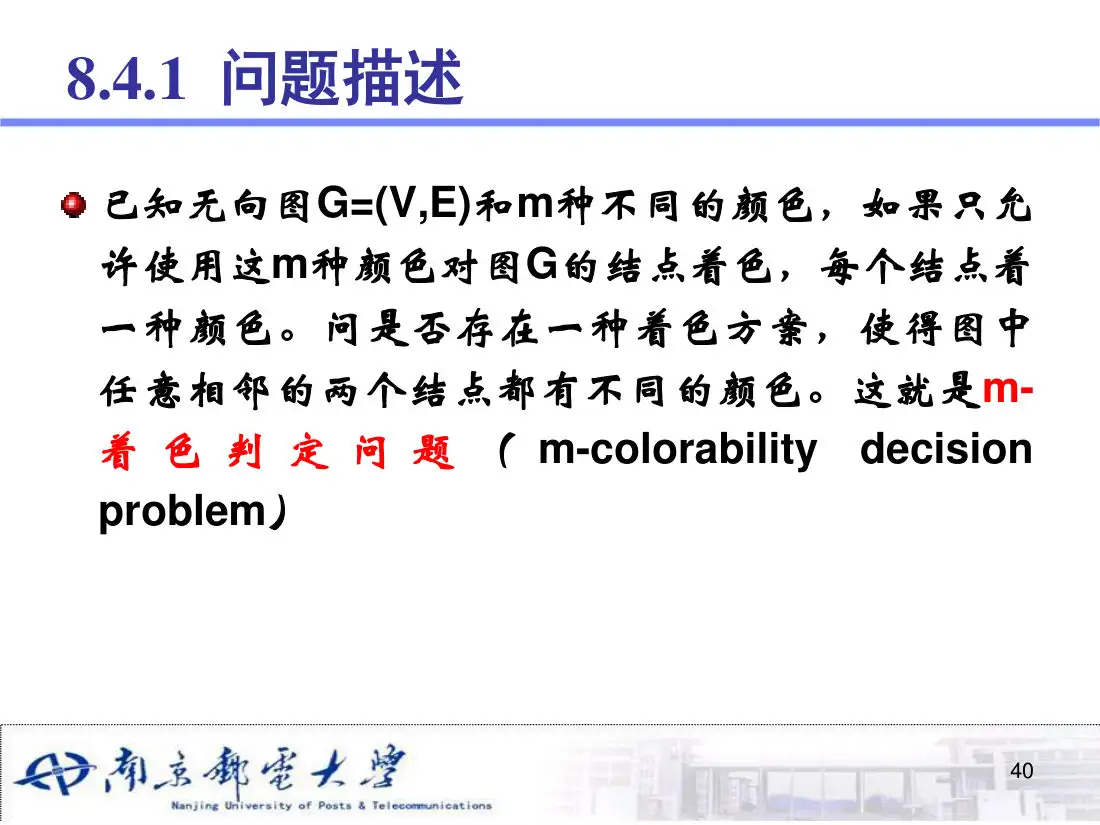 8.4.1 问题描述
已知无向图G=(V,E)和m种不同的颜色，如果只允
许使用这m种颜色对图G的结点着色，每个结点着
一种颜色。问是否存在一种着色方案，使得图中
任意相邻的两个结点都有不同的颜色。这就是m-
着色判定问题（m-colorability decision
problem）
南京郵電大學
Nanjing University of Posts & Telecommunications
40